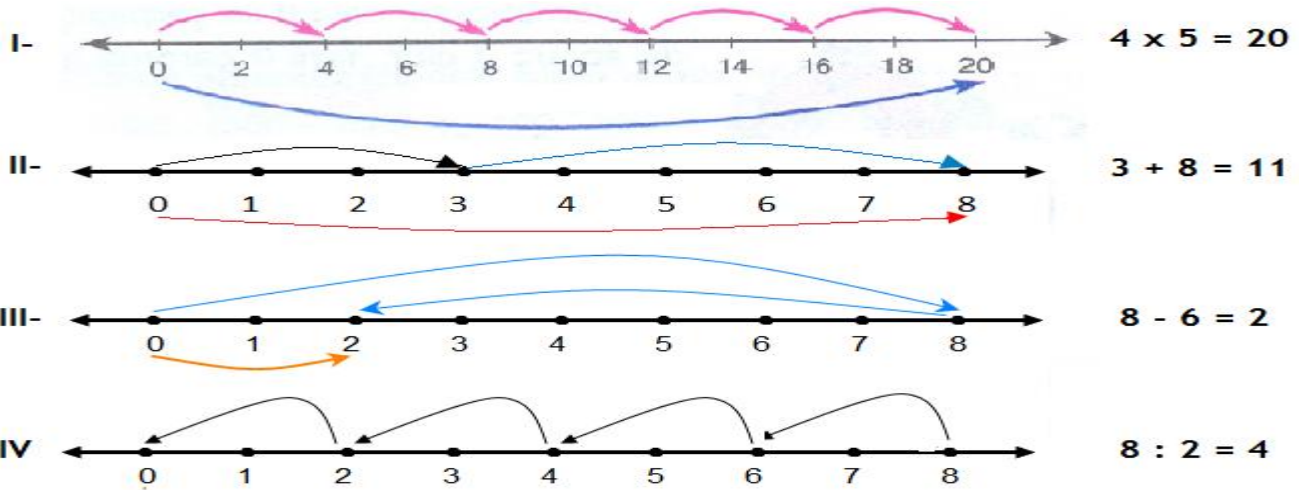 I- 4 x 5 = 20
0 2 4 6 8 10 12 14 16 18 20
II- 3 + 8 = 11
0 1 2 3 4 5 6 7 8
III- 8 - 6 = 2
0 1 2 3 4 5 6 7 8
IV 8 : 2 = 4
0 1 2 3 4 5 6 7 8